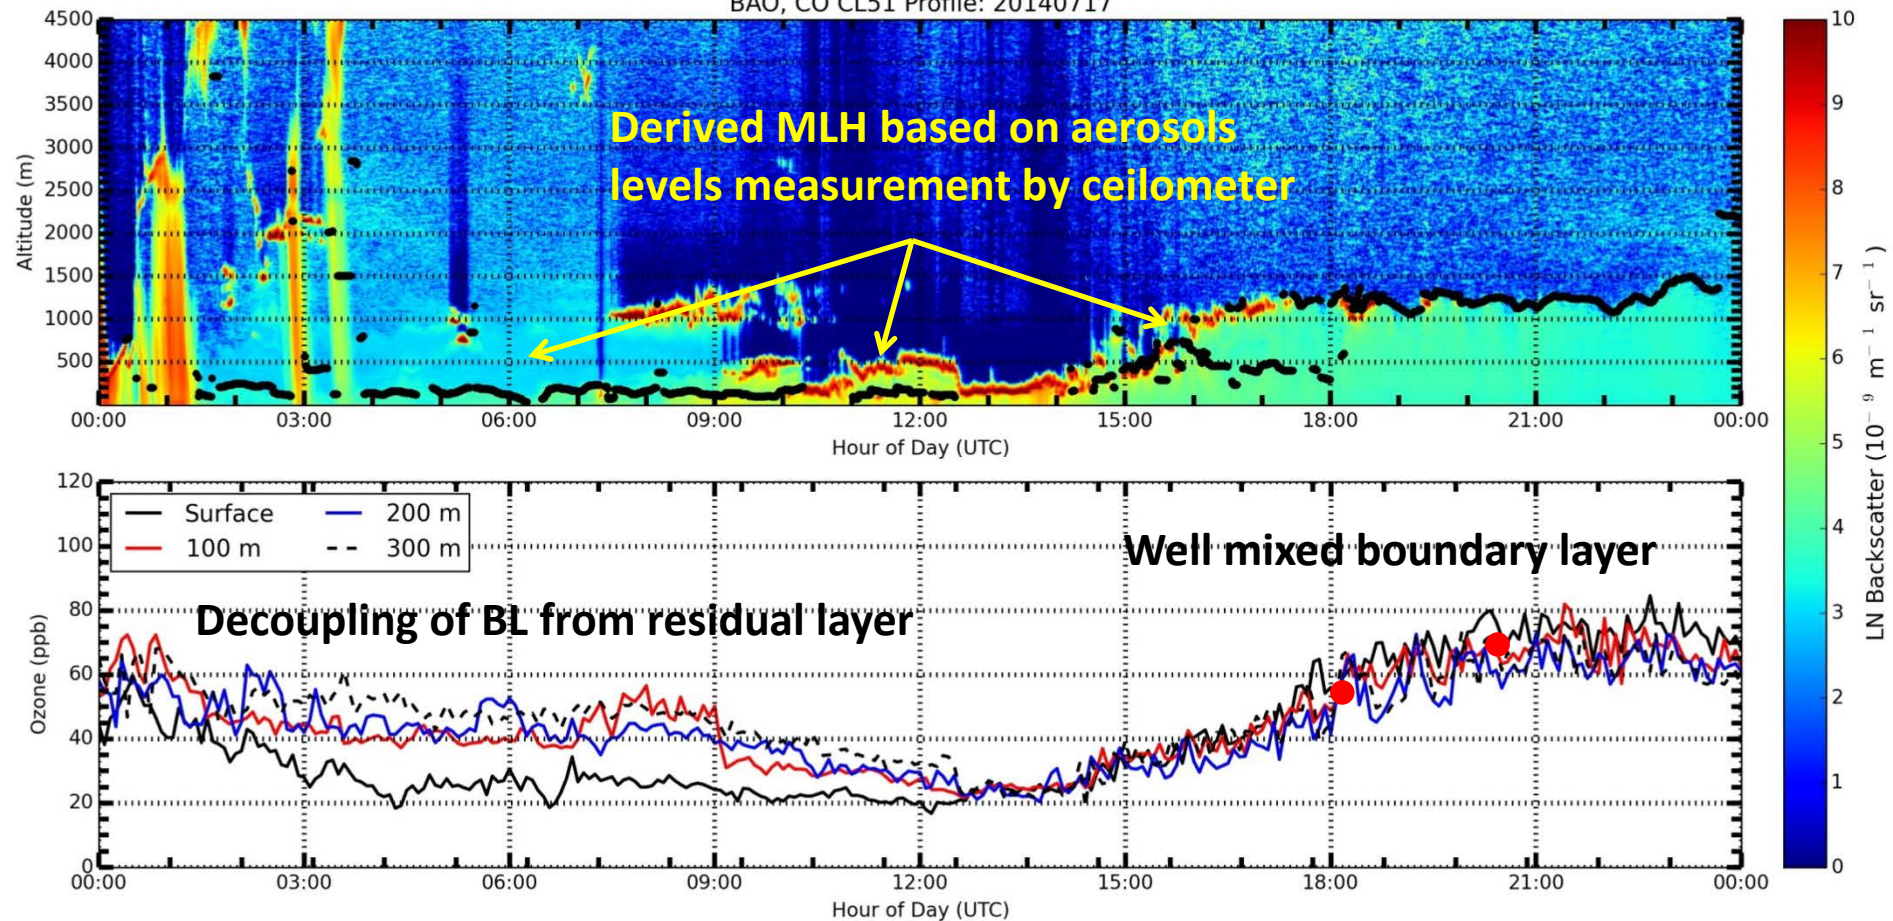 BAO, CO CL51 Profile: 20140717
4500
4000
3500
3000
2500
2000
1500
1000
500
Altitude (m)
Derived MLH based on aerosols
levels measurement by ceilometer
00:00 03:00 06:00 09:00 12:00 15:00 18:00 21:00 00:00
Hour of Day (UTC)
10
9
8
7
6
5
4
3
2
1
0
LN Backscatter (10⁻⁹ m⁻¹ sr⁻¹)
120
100
80
60
40
20
0
Ozone (ppb)
Surface 200 m
100 m 300 m
Well mixed boundary layer
Decoupling of BL from residual layer
00:00 03:00 06:00 09:00 12:00 15:00 18:00 21:00 00:00
Hour of Day (UTC)